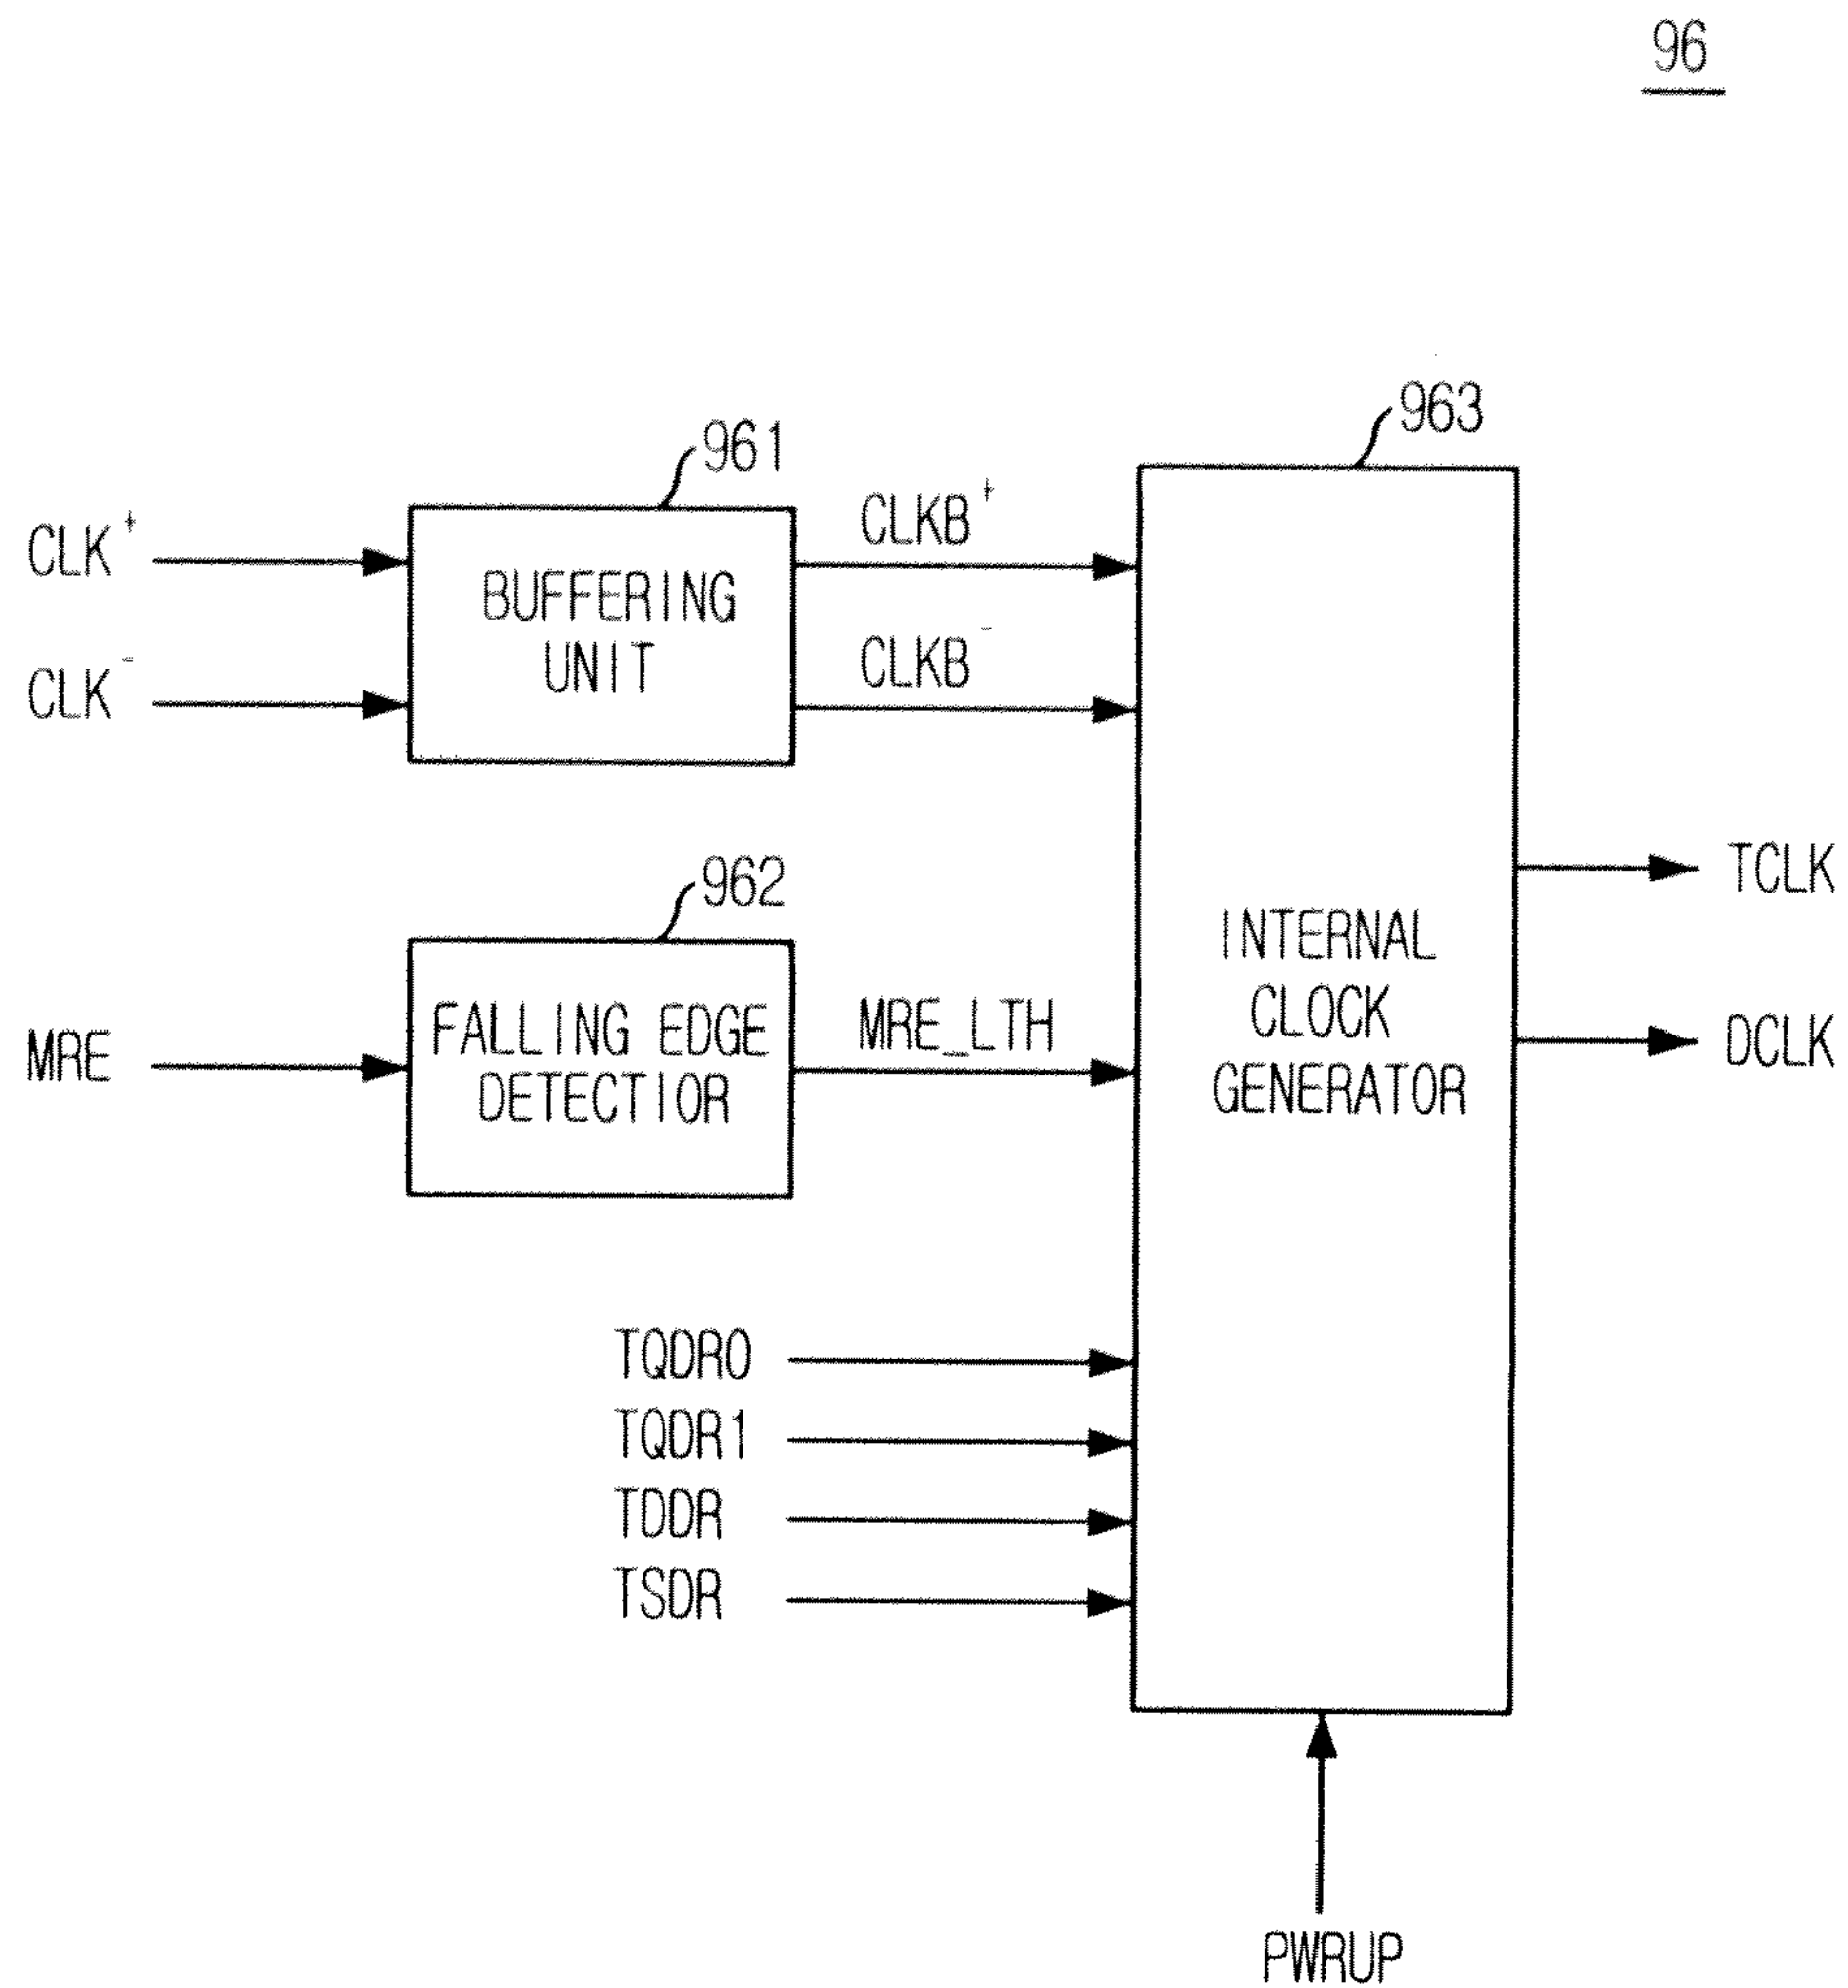 96
963
961
CLK+
CLKB+
BUFFERING
UNIT
CLK-
CLKB-
TCLK
962
INTERNAL
CLOCK
GENERATOR
MRE
FALLING EDGE
DETECTIOR
MRE_LTH
DCLK
TQDR0
TQDR1
TDDR
TSDR
PWRUP